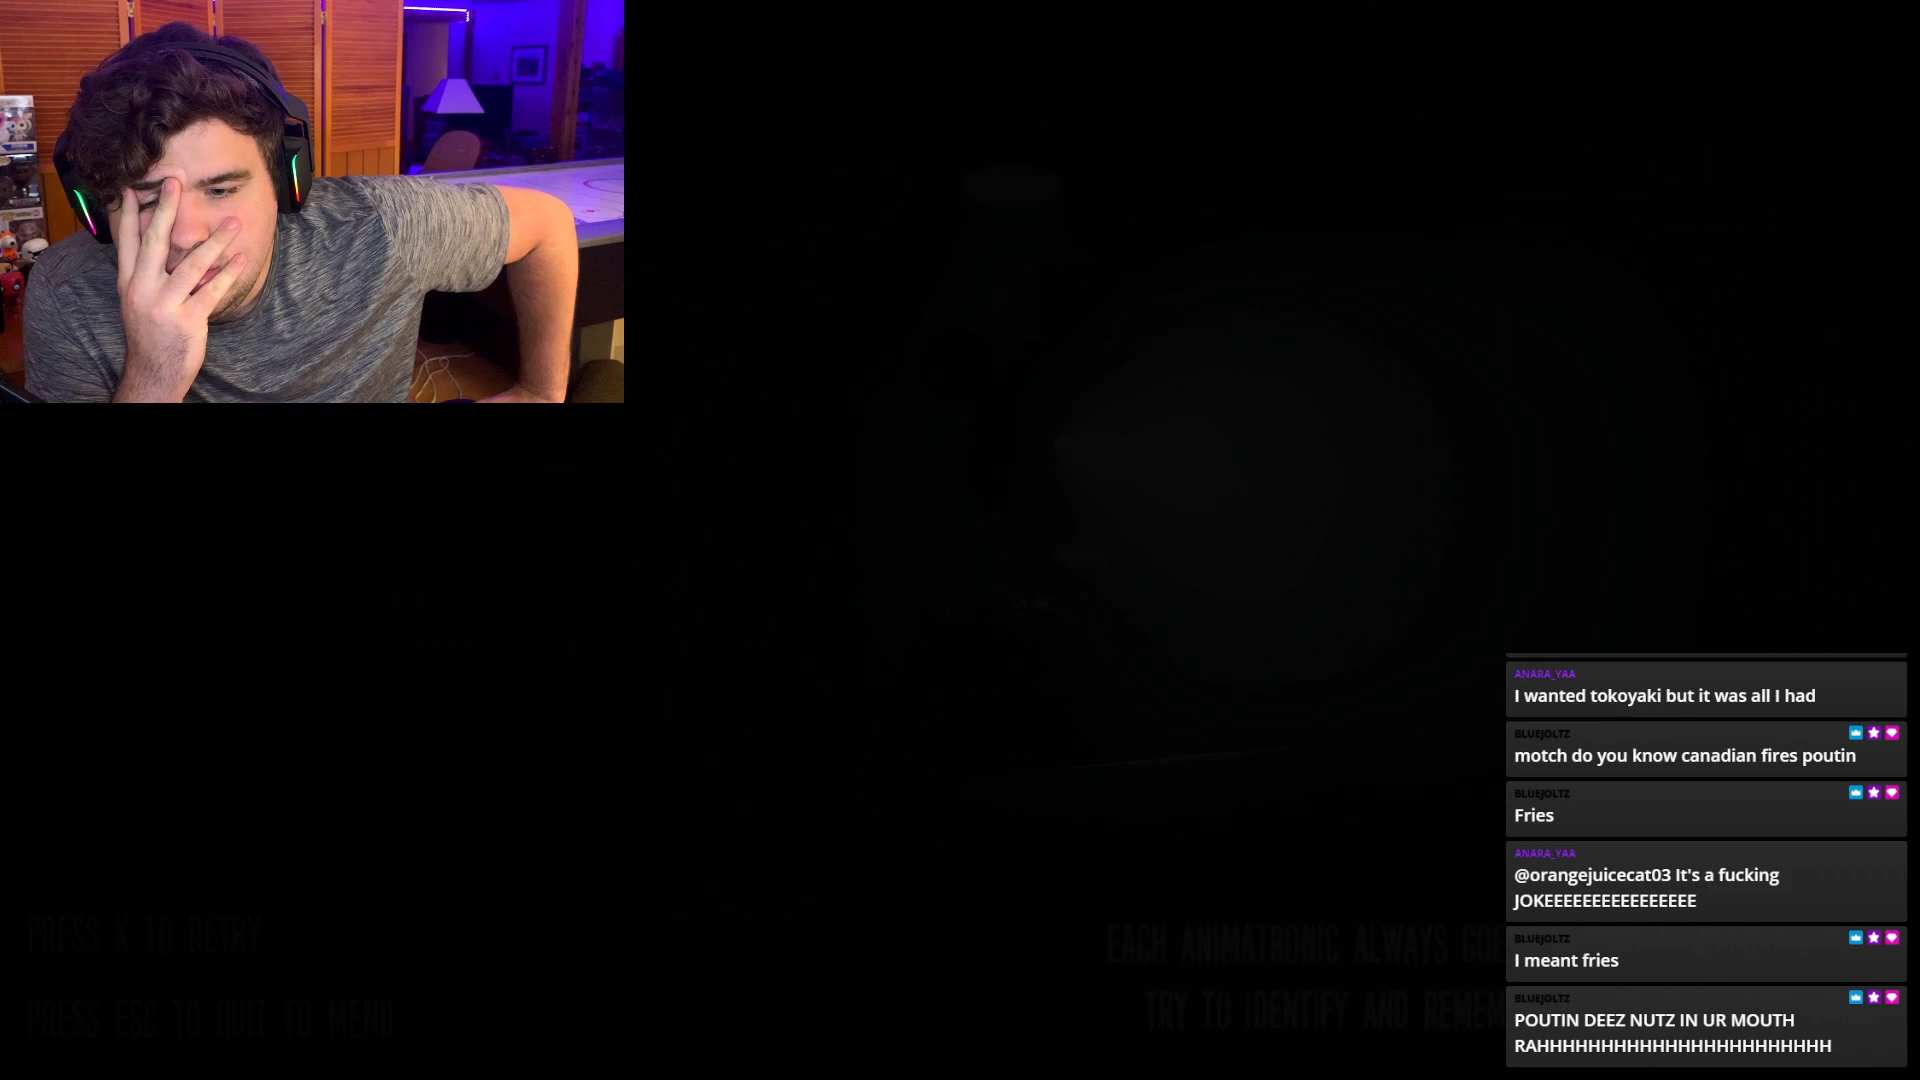 PRESS X TO RETRY
PRESS ESC TO QUIT TO MENU
EACH ANIMATRONIC ALWAYS
TRY TO IDENTIFY AND
ANARA_YAA
I wanted tokoyaki but it was all I had
BLUEJOLTZ
motch do you know canadian fires poutin
BLUEJOLTZ
Fries
ANARA_YAA
@orangejuicecat03 It's a fucking
JOKEEEEEEEEEEEEEEEE
BLUEJOLTZ
I meant fries
BLUEJOLTZ
POUTIN DEEZ NUTZ IN UR MOUTH
RAHHHHHHHHHHHHHHHHHHHHHHH